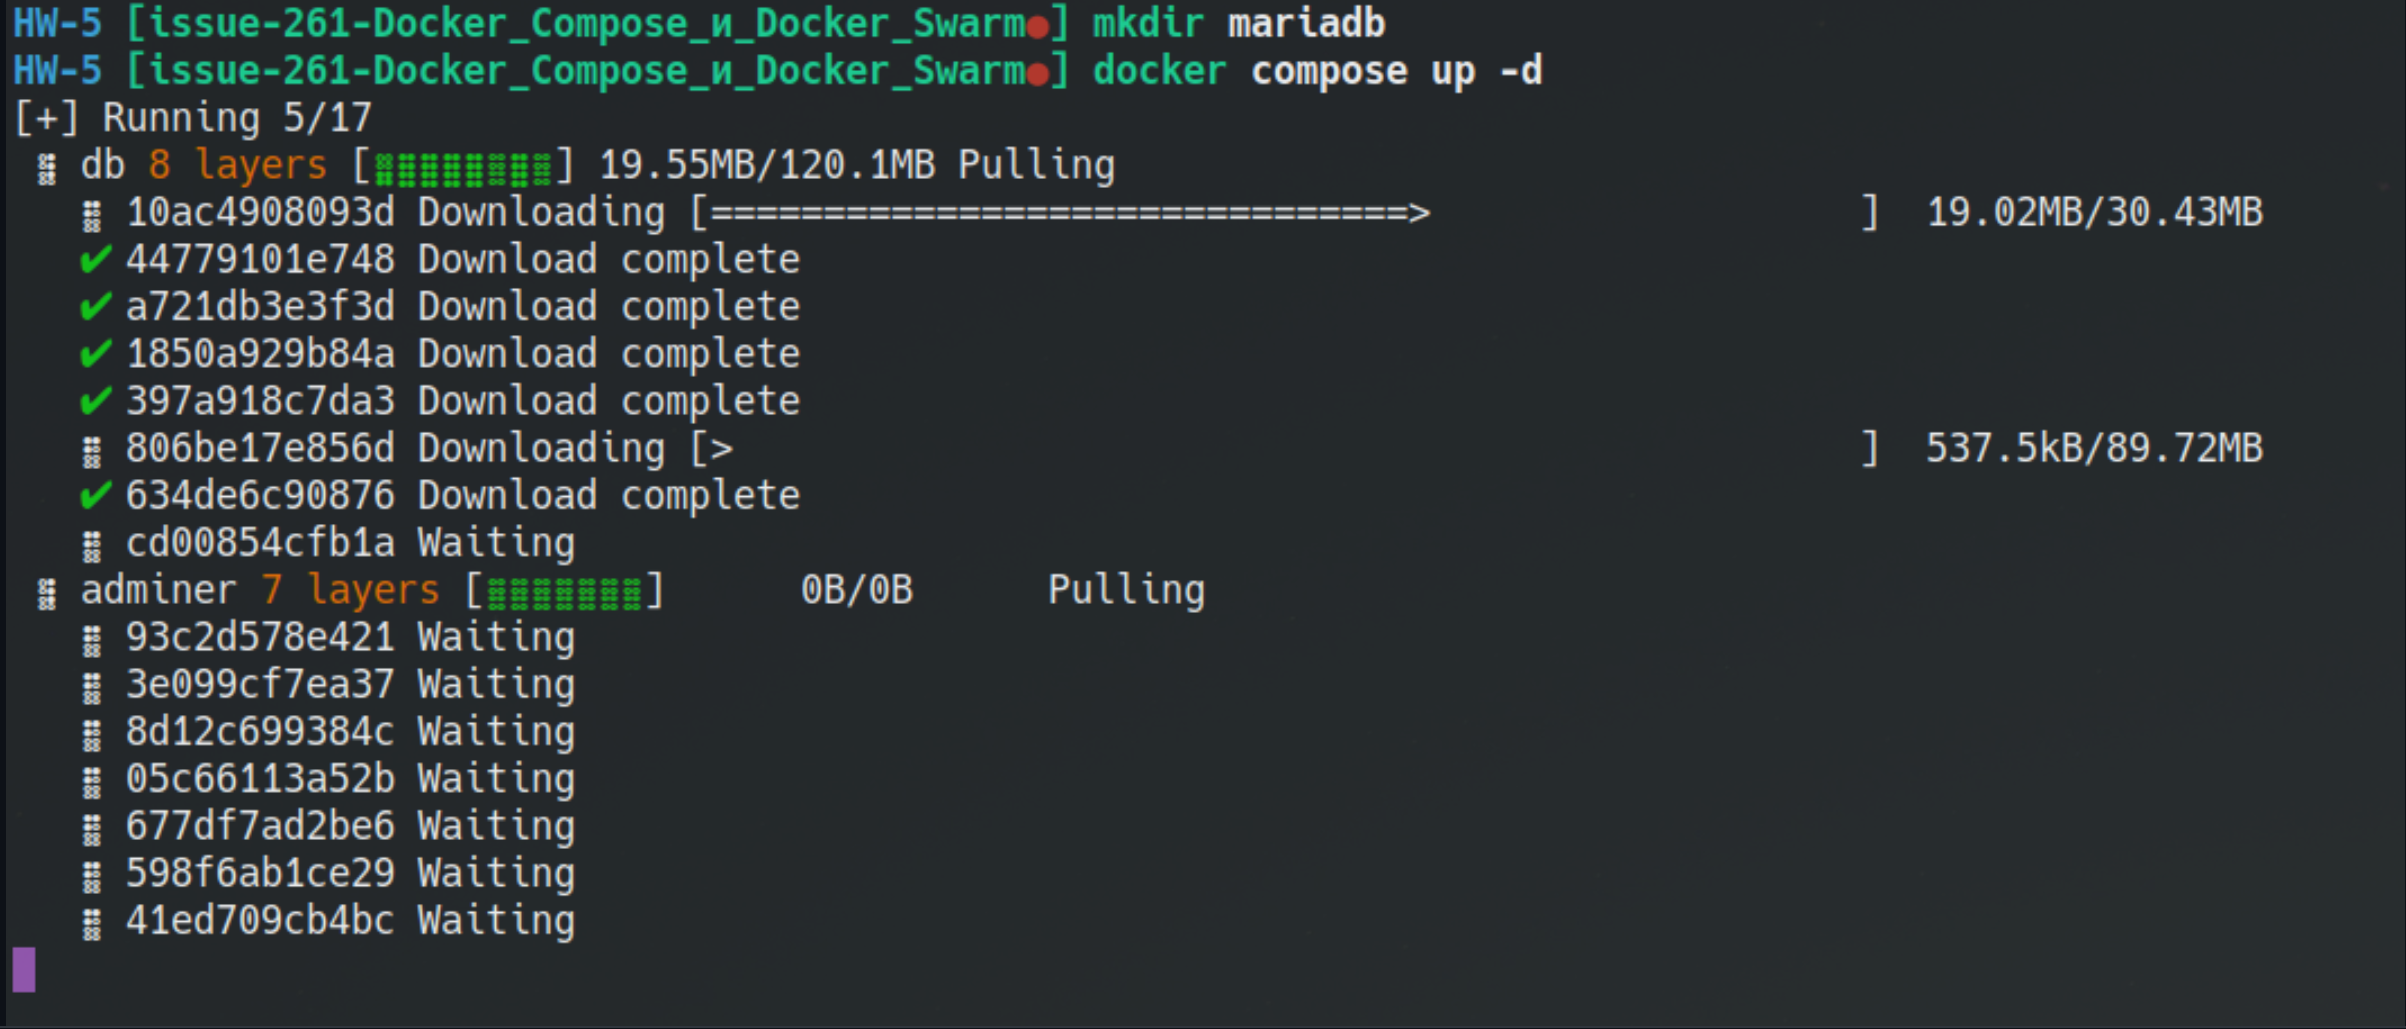 HW-5 [issue-261-Docker_Compose_и_Docker_Swarm●] mkdir mariadb
HW-5 [issue-261-Docker_Compose_и_Docker_Swarm●] docker compose up -d
[+] Running 5/17
⣿ db 8 layers [⣿⣿⣿⣿⣿⣿⣿⣿] 19.55MB/120.1MB Pulling
⣿ 10ac4908093d Downloading [===============================> ] 19.02MB/30.43MB
✔ 44779101e748 Download complete
✔ a721db3e3f3d Download complete
✔ 1850a929b84a Download complete
✔ 397a918c7da3 Download complete
⣿ 806be17e856d Downloading [> ] 537.5kB/89.72MB
✔ 634de6c90876 Download complete
⣿ cd00854cfb1a Waiting
⣿ adminer 7 layers [⣿⣿⣿⣿⣿⣿⣿] 0B/0B Pulling
⣿ 93c2d578e421 Waiting
⣿ 3e099cf7ea37 Waiting
⣿ 8d12c699384c Waiting
⣿ 05c66113a52b Waiting
⣿ 677df7ad2be6 Waiting
⣿ 598f6ab1ce29 Waiting
⣿ 41ed709cb4bc Waiting